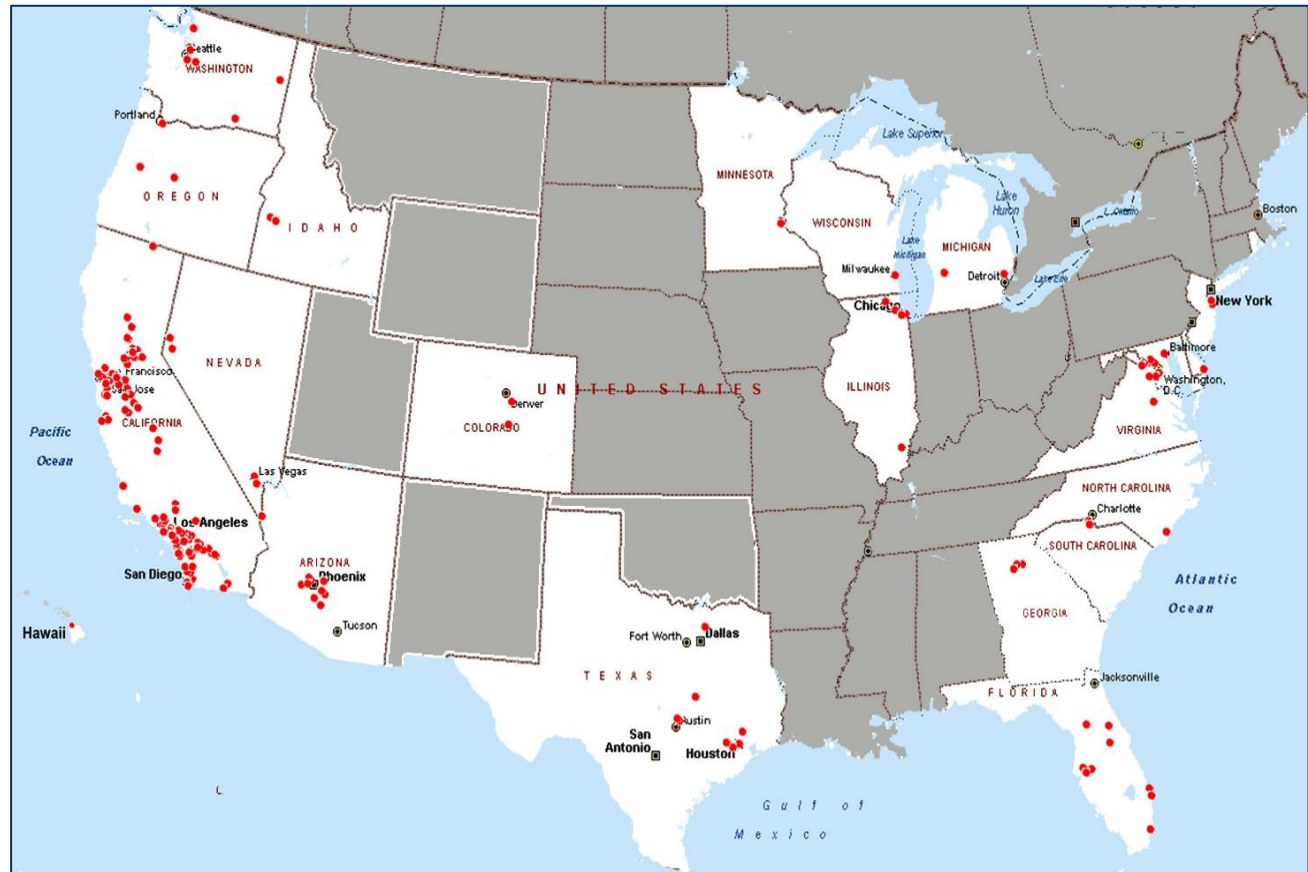 Seattle
WASHINGTON
Portland
OREGON
IDAHO
MINNESOTA
Lake Superior
WISCONSIN
Lake
Michigan
Lake
Huron
MICHIGAN
Milwaukee
Detroit
L. Ontario
Lake Erie
Boston
New York
Chicago
ILLINOIS
Baltimore
Washington,
D.C.
VIRGINIA
NEVADA
Francisco
San Jose
CALIFORNIA
Pacific
Ocean
UNITED STATES
Denver
COLORADO
Las Vegas
Los Angeles
San Diego
ARIZONA
Phoenix
Tucson
NORTH CAROLINA
Charlotte
SOUTH CAROLINA
GEORGIA
Atlantic
Ocean
Hawaii
Fort Worth
Dallas
TEXAS
Austin
San
Antonio
Houston
Jacksonville
FLORIDA
Gulf of
Mexico